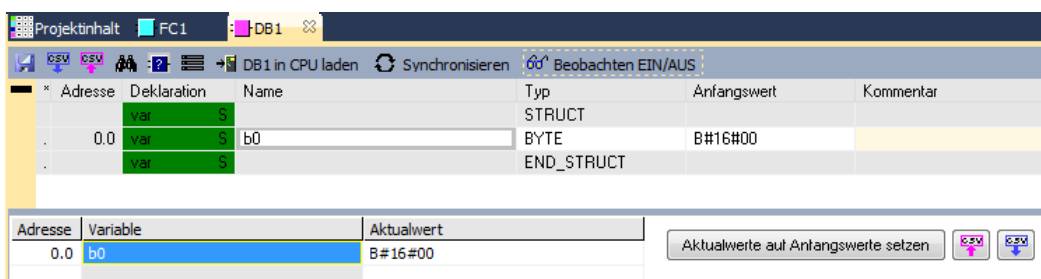 Projektinhalt FC1 DB1
CSV CSV DB1 in CPU laden Synchronisieren Beobachten EIN/AUS
* Adresse Deklaration Name Typ Anfangswert Kommentar
var S STRUCT
. 0.0 var S b0 BYTE B#16#00
. var S END_STRUCT
Adresse Variable Aktualwert
0.0 b0 B#16#00
Aktualwerte auf Anfangswerte setzen CSV CSV